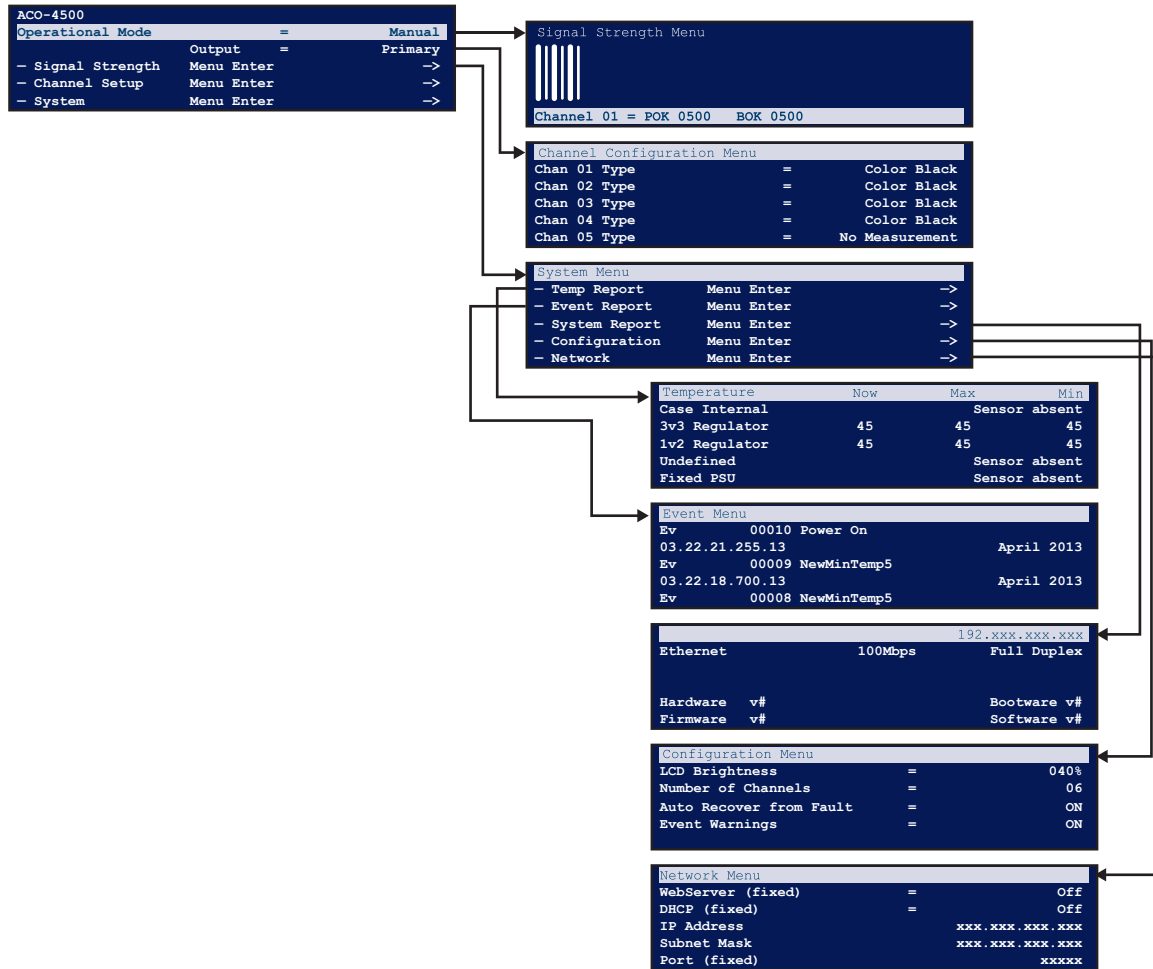 ACO-4500
Operational Mode = Manual
Output = Primary
— Signal Strength Menu Enter —>
— Channel Setup Menu Enter —>
— System Menu Enter —>
Signal Strength Menu
Channel 01 = POK 0500 BOK 0500
Channel Configuration Menu
Chan 01 Type = Color Black
Chan 02 Type = Color Black
Chan 03 Type = Color Black
Chan 04 Type = Color Black
Chan 05 Type = No Measurement
System Menu
— Temp Report Menu Enter —>
— Event Report Menu Enter —>
— System Report Menu Enter —>
— Configuration Menu Enter —>
— Network Menu Enter —>
Temperature Now Max Min
Case Internal Sensor absent
3v3 Regulator 45 45 45
1v2 Regulator 45 45 45
Undefined Sensor absent
Fixed PSU Sensor absent
Event Menu
Ev 00010 Power On
03.22.21.255.13 April 2013
Ev 00009 NewMinTemp5
03.22.18.700.13 April 2013
Ev 00008 NewMinTemp5
192.xxx.xxx.xxx
Ethernet 100Mbps Full Duplex
Hardware v# Bootware v#
Firmware v# Software v#
Configuration Menu
LCD Brightness = 040%
Number of Channels = 06
Auto Recover from Fault = ON
Event Warnings = ON
Network Menu
WebServer (fixed) = Off
DHCP (fixed) = Off
IP Address xxx.xxx.xxx.xxx
Subnet Mask xxx.xxx.xxx.xxx
Port (fixed) xxxxx